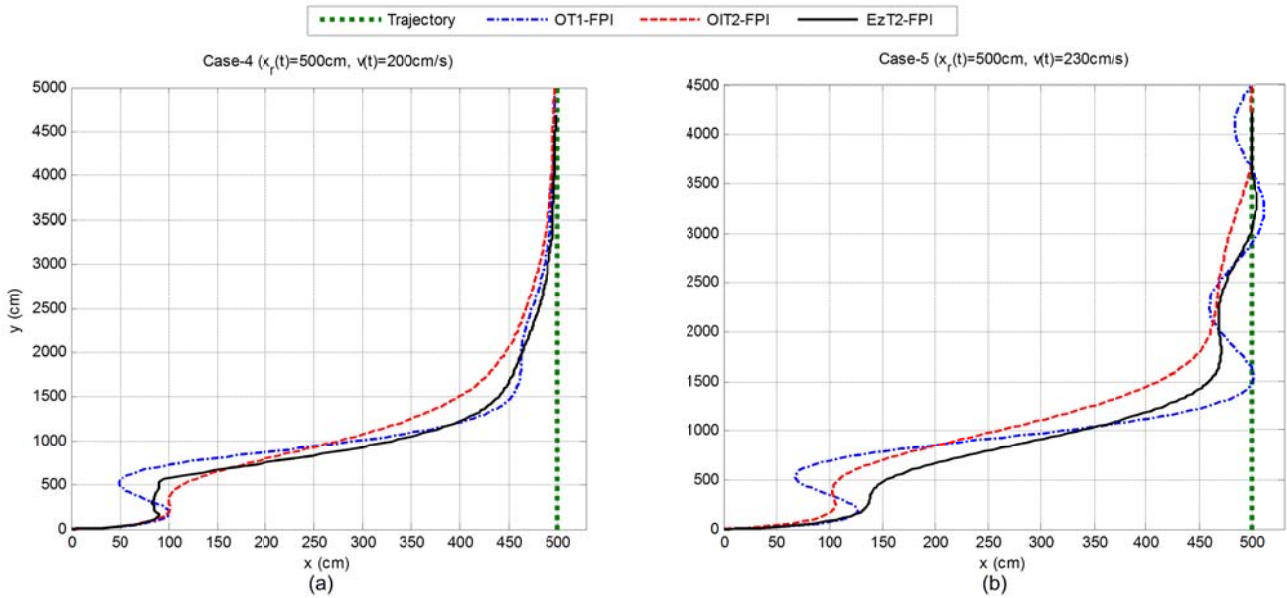 Trajectory OT1-FPI OIT2-FPI EzT2-FPI
Case-4 (x_r(t)=500cm, v(t)=200cm/s)
5000
4500
4000
3500
3000
2500
2000
1500
1000
500
0
y (cm)
0 50 100 150 200 250 300 350 400 450 500
x (cm)
(a)
Case-5 (x_r(t)=500cm, v(t)=230cm/s)
4500
4000
3500
3000
2500
2000
1500
1000
500
0
0 50 100 150 200 250 300 350 400 450 500
x (cm)
(b)